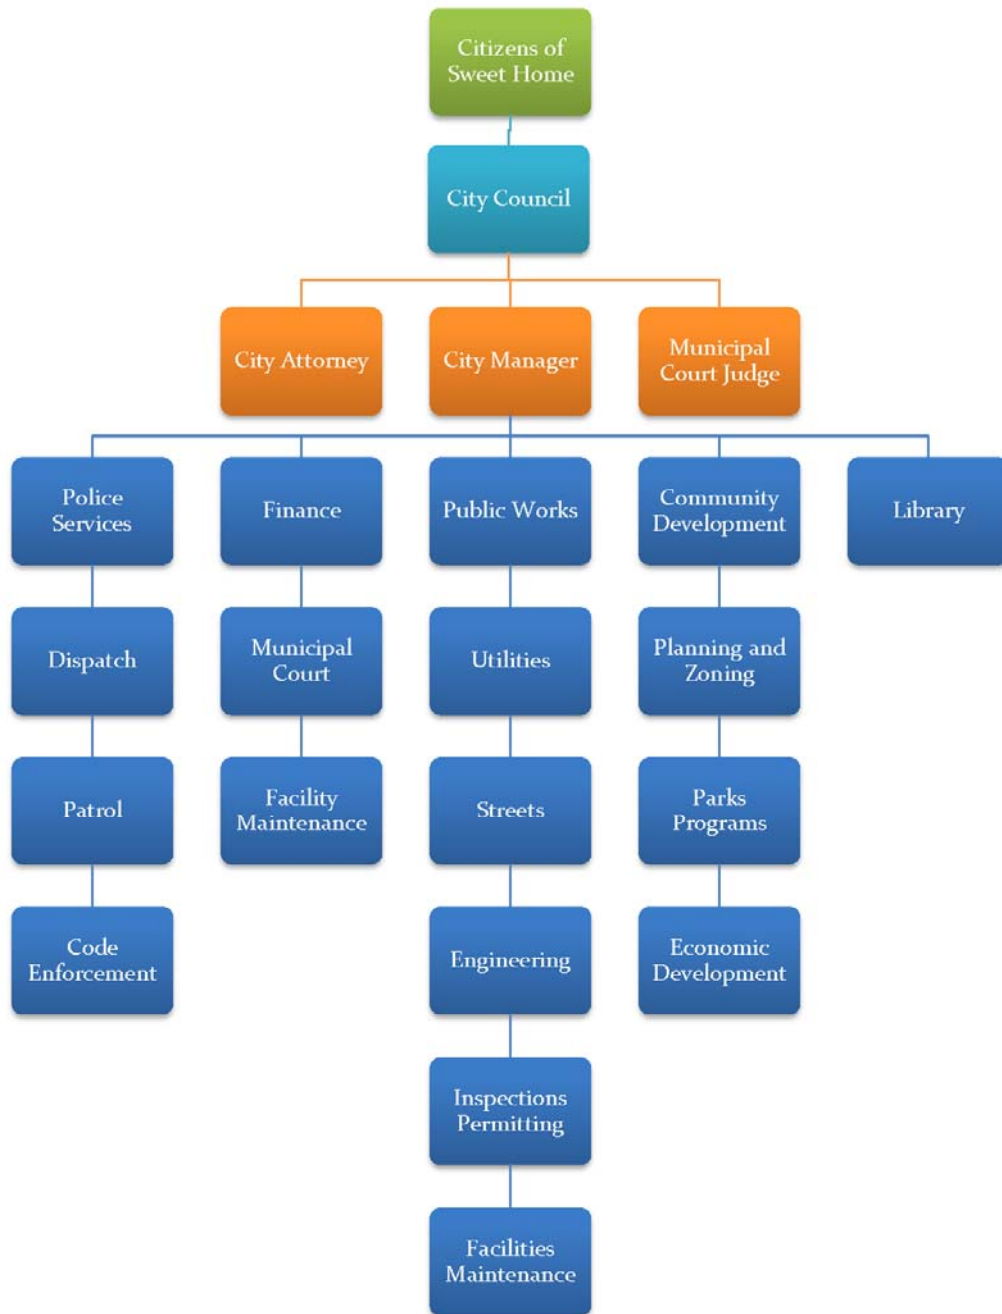 Citizens of
Sweet Home
City Council
City Attorney
City Manager
Municipal
Court Judge
Police
Services
Finance
Public Works
Community
Development
Library
Dispatch
Municipal
Court
Utilities
Planning and
Zoning
Patrol
Facility
Maintenance
Streets
Parks
Programs
Code
Enforcement
Engineering
Economic
Development
Inspections
Permitting
Facilities
Maintenance